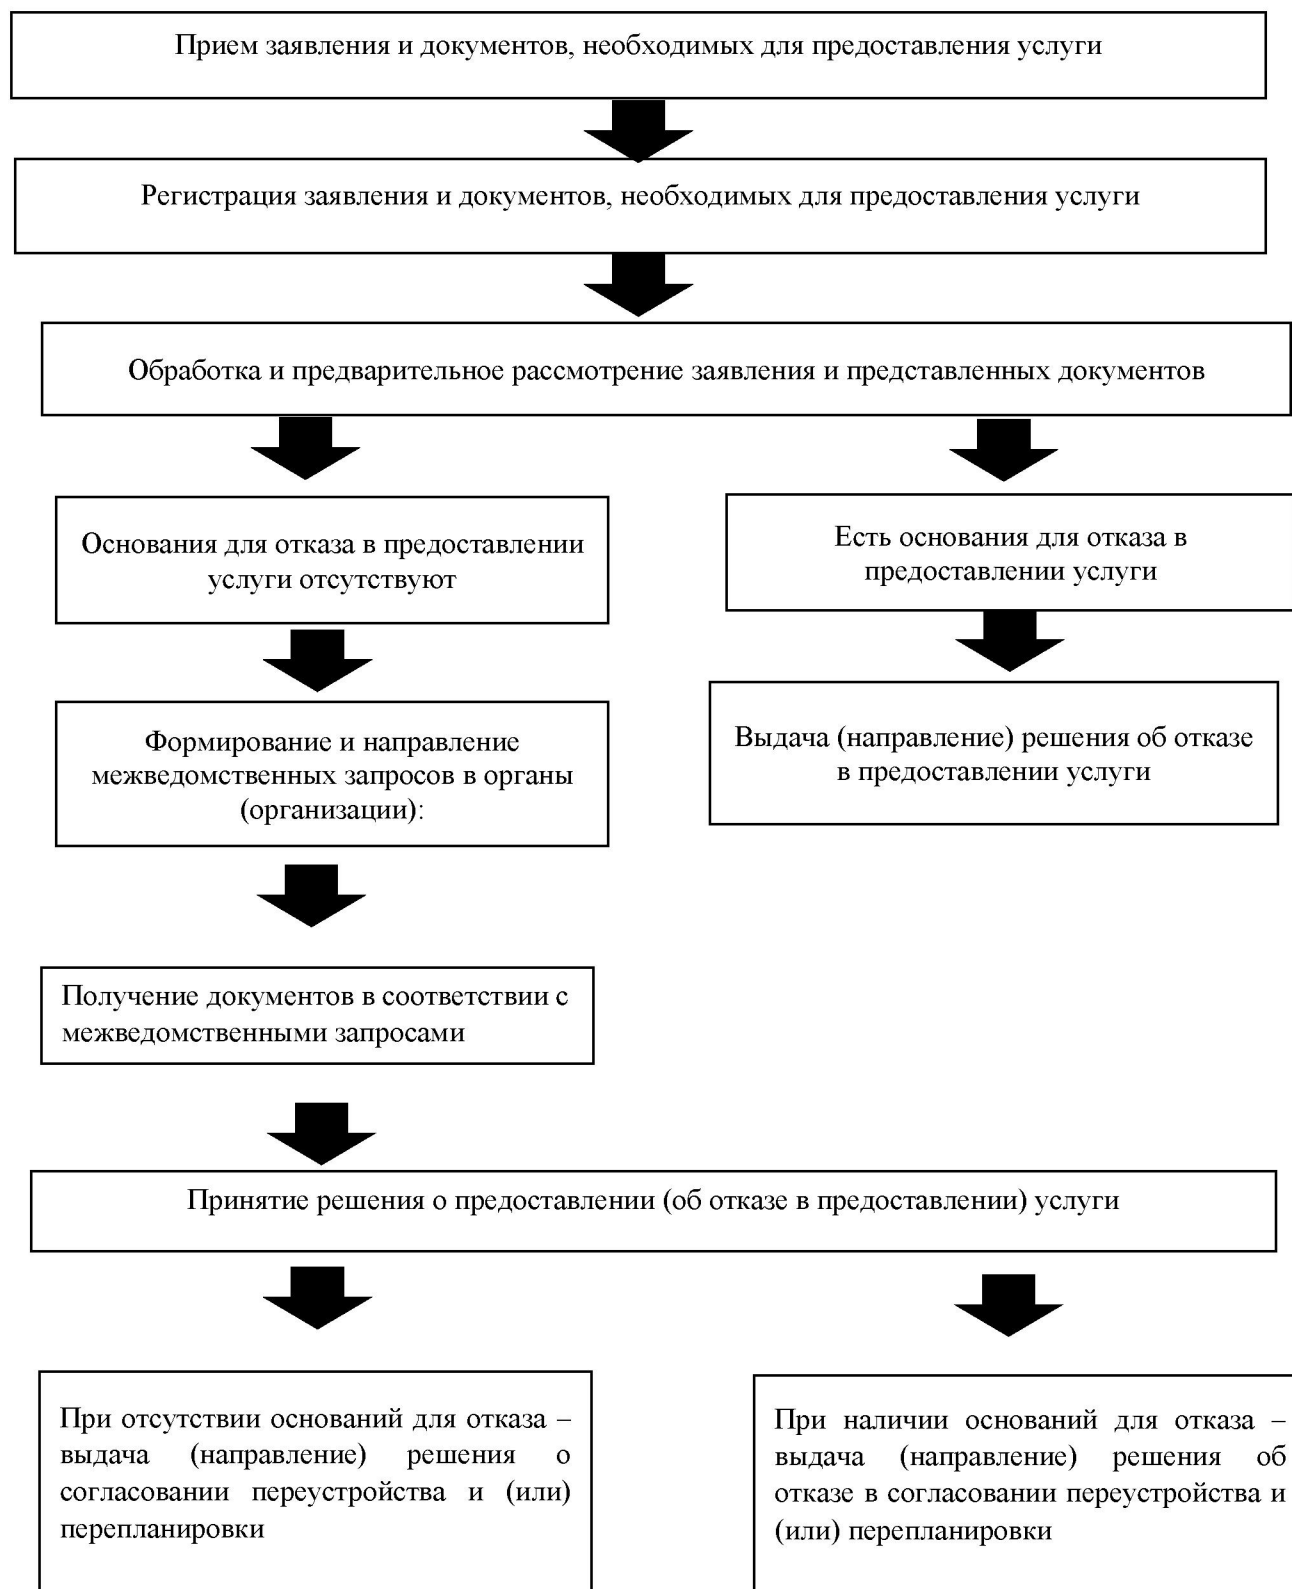 Прием заявления и документов, необходимых для предоставления услуги
Регистрация заявления и документов, необходимых для предоставления услуги
Обработка и предварительное рассмотрение заявления и представленных документов
Основания для отказа в предоставлении
услуги отсутствуют
Есть основания для отказа в
предоставлении услуги
Формирование и направление
межведомственных запросов в органы
(организации):
Выдача (направление) решения об отказе
в предоставлении услуги
Получение документов в соответствии с
межведомственными запросами
Принятие решения о предоставлении (об отказе в предоставлении) услуги
При отсутствии оснований для отказа –
выдача (направление) решения о
согласовании переустройства и (или)
перепланировки
При наличии оснований для отказа –
выдача (направление) решения об
отказе в согласовании переустройства и
(или) перепланировки